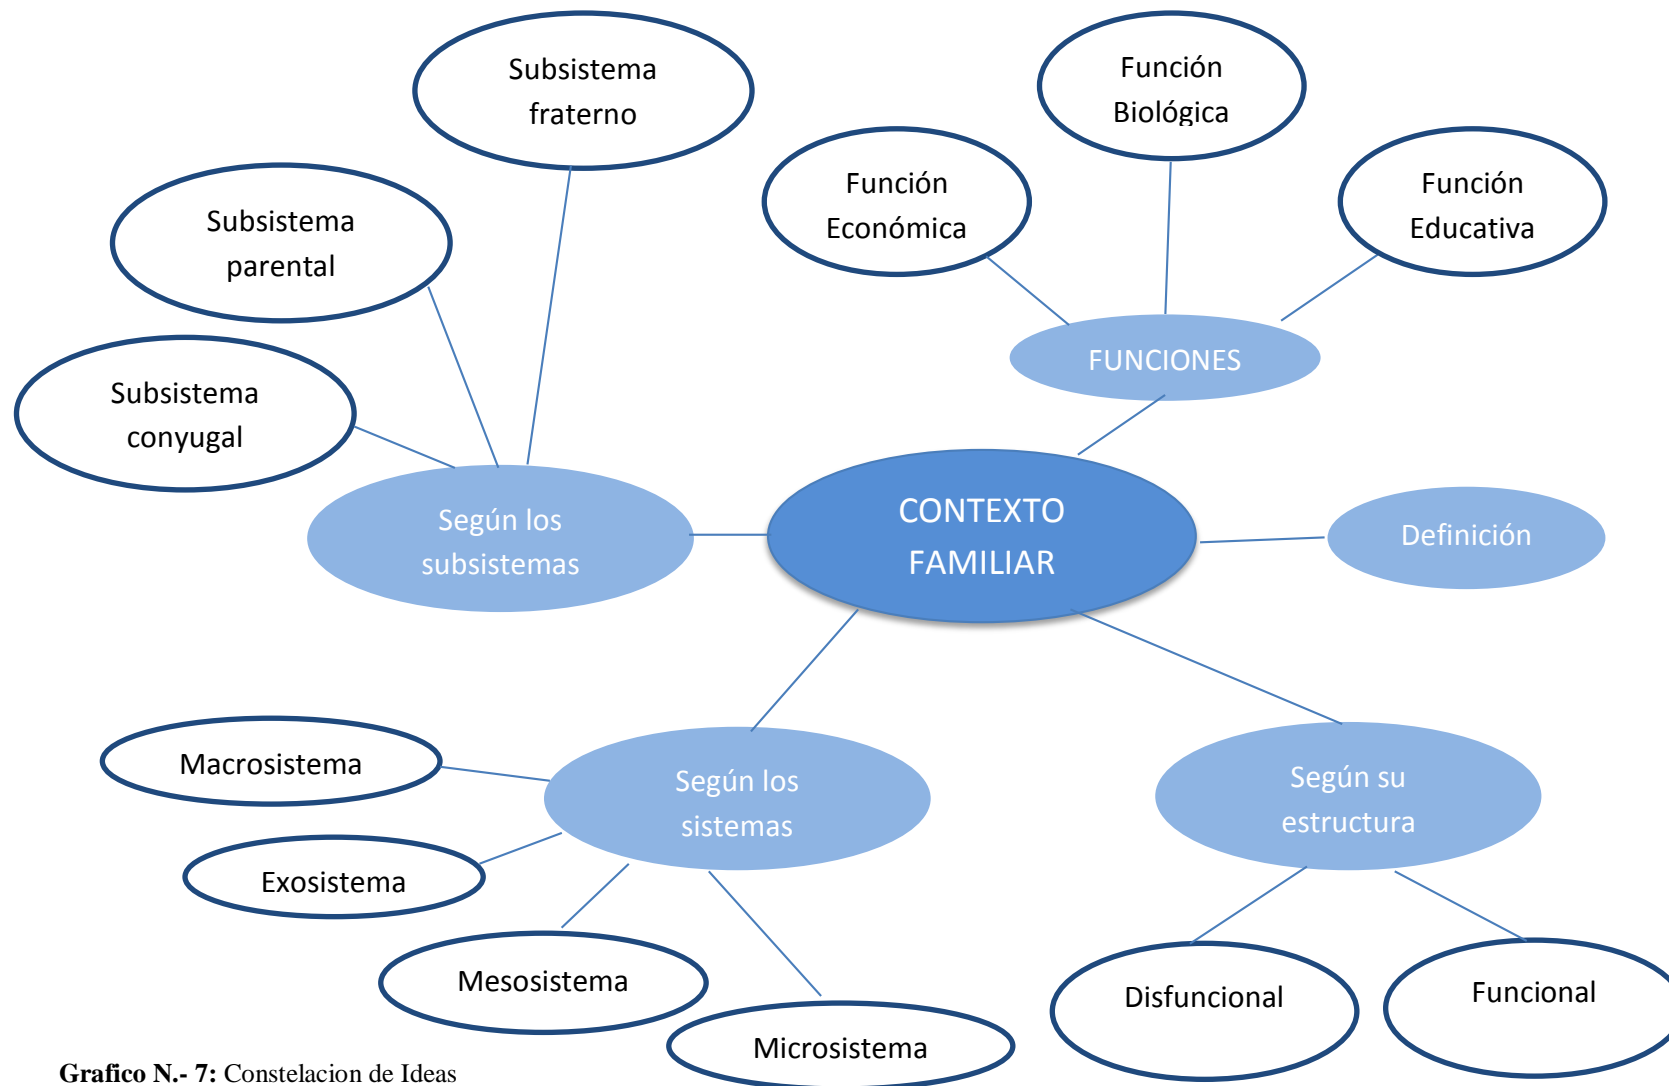 Subsistema
fraterno
Función
Biológica
Función
Económica
Función
Educativa
Subsistema
parental
FUNCIONES
Subsistema
conyugal
CONTEXTO
FAMILIAR
Según los
subsistemas
Definición
Macrosistema
Según los
sistemas
Según su
estructura
Exosistema
Mesosistema
Microsistema
Disfuncional
Funcional
Grafico N.- 7: Constelacion de Ideas